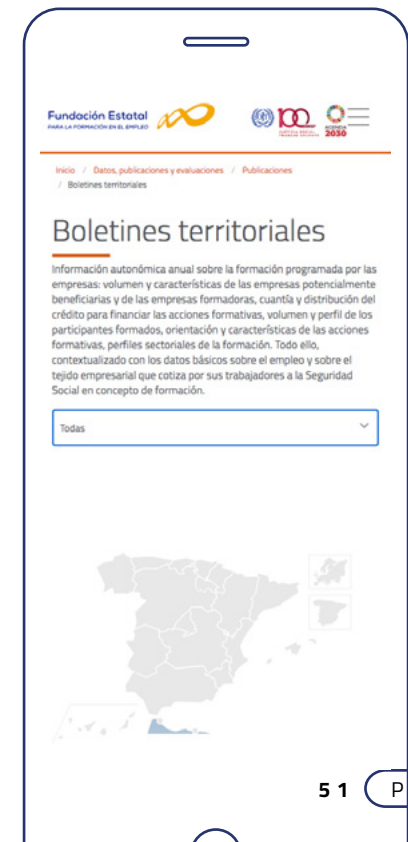 Fundación Estatal
PARA LA FORMACIÓN EN EL EMPLEO
100
AGENDA
2030
Inicio / Datos, publicaciones y evaluaciones / Publicaciones
/ Boletines territoriales
Boletines territoriales
Información autonómica anual sobre la formación programada por las
empresas: volumen y características de las empresas potencialmente
beneficiarias y de las empresas formadoras, cuantía y distribución del
crédito para financiar las acciones formativas, volumen y perfil de los
participantes formados, orientación y características de las acciones
formativas, perfiles sectoriales de la formación. Todo ello,
contextualizado con los datos básicos sobre el empleo y sobre el
tejido empresarial que cotiza por sus trabajadores a la Seguridad
Social en concepto de formación.
Todas
51 P